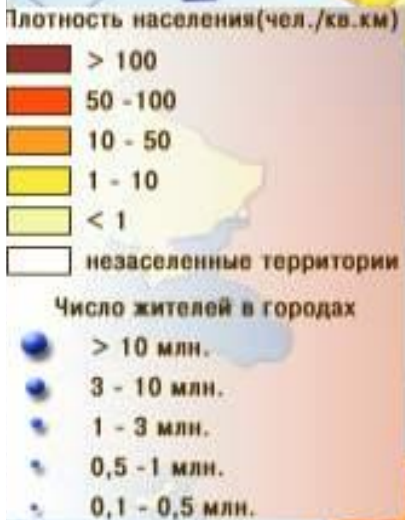 Плотность населения(чел./кв.км)
> 100
50 -100
10 - 50
1 - 10
< 1
незаселенные территории
Число жителей в городах
> 10 млн.
3 - 10 млн.
1 - 3 млн.
0,5 -1 млн.
0,1 - 0,5 млн.